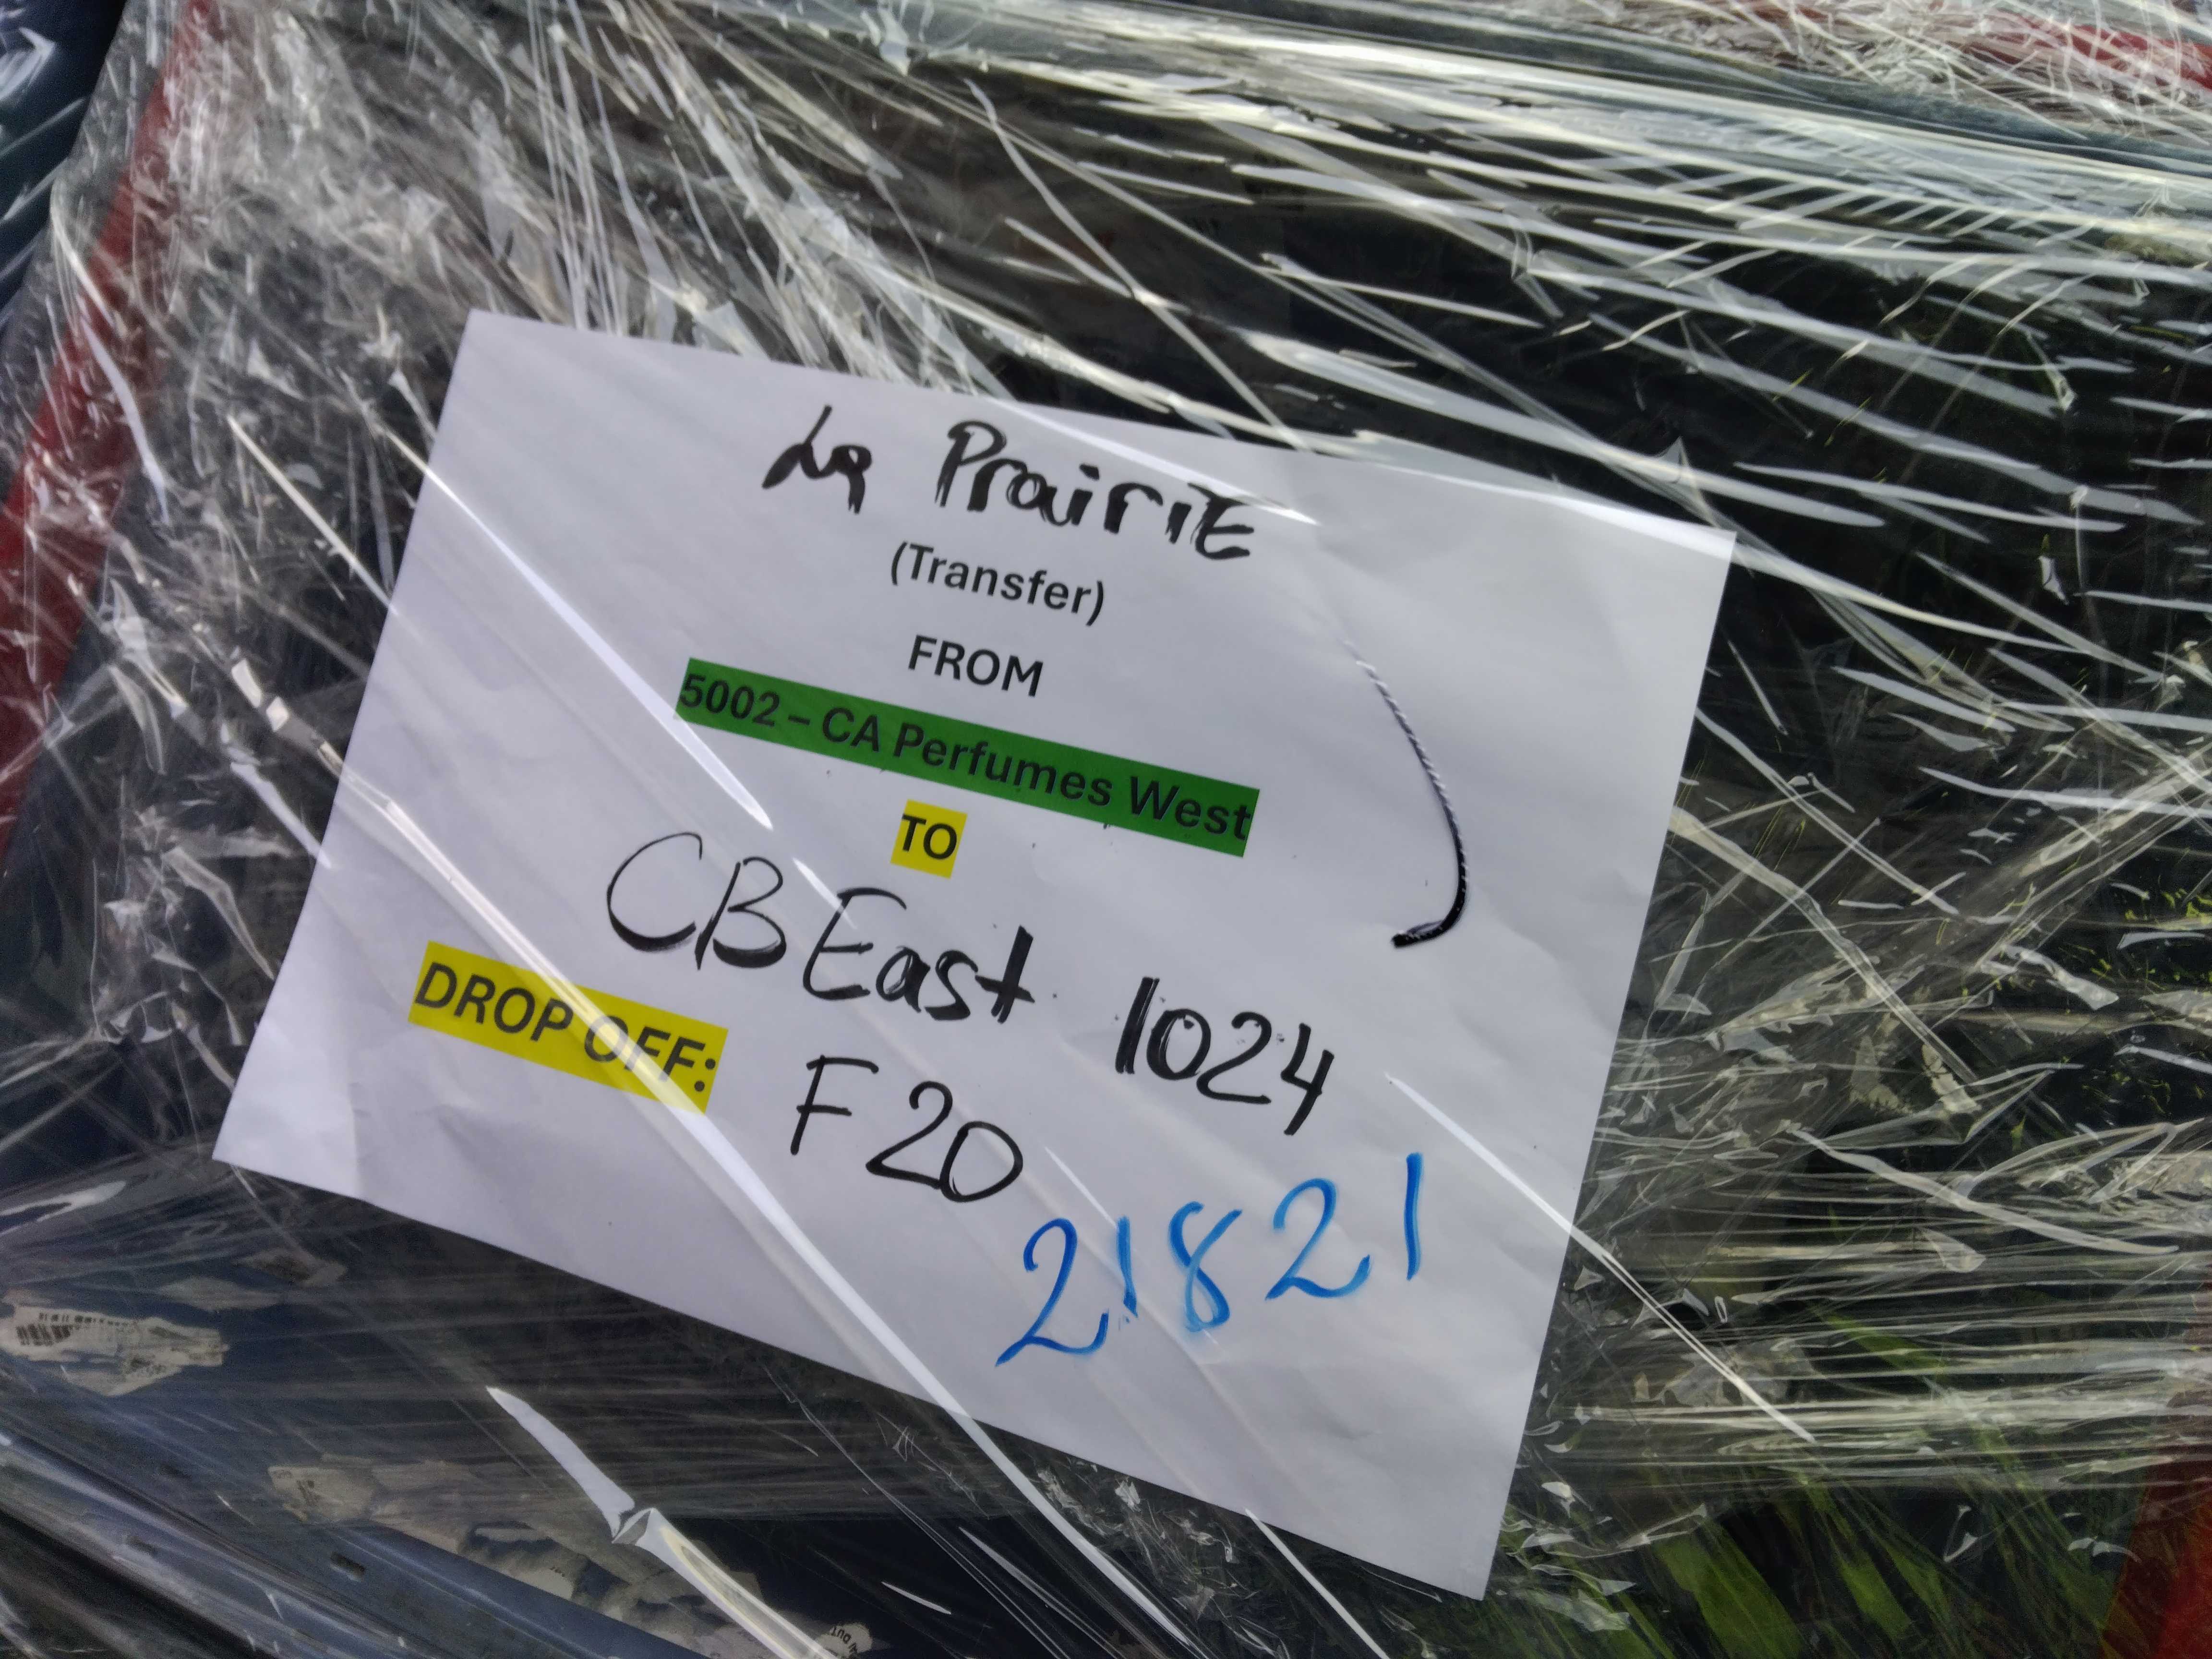 La PrairiE
(Transfer)
FROM
5002 – CA Perfumes West
TO
CB East 1024
DROP OFF: F20
21821